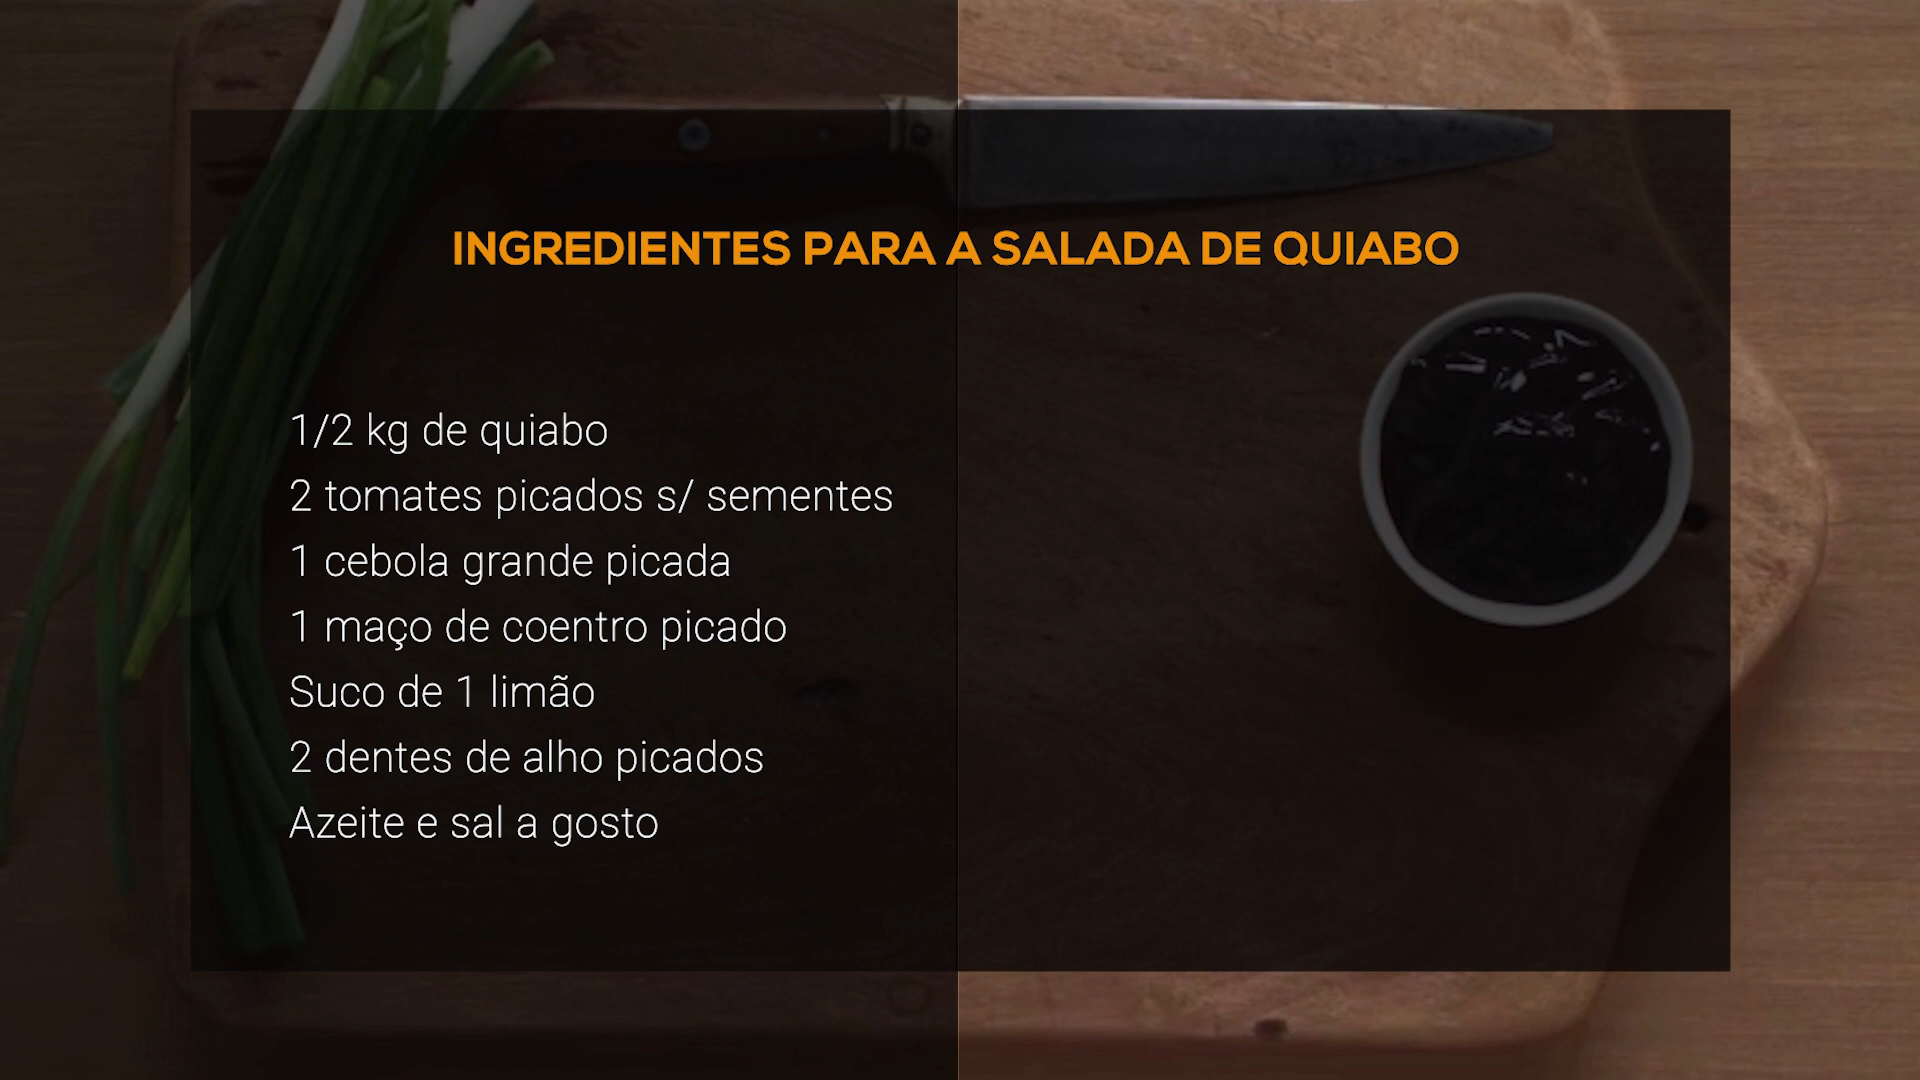 INGREDIENTES PARA A SALADA DE QUIABO
1/2 kg de quiabo
2 tomates picados s/ sementes
1 cebola grande picada
1 maço de coentro picado
Suco de 1 limão
2 dentes de alho picados
Azeite e sal a gosto